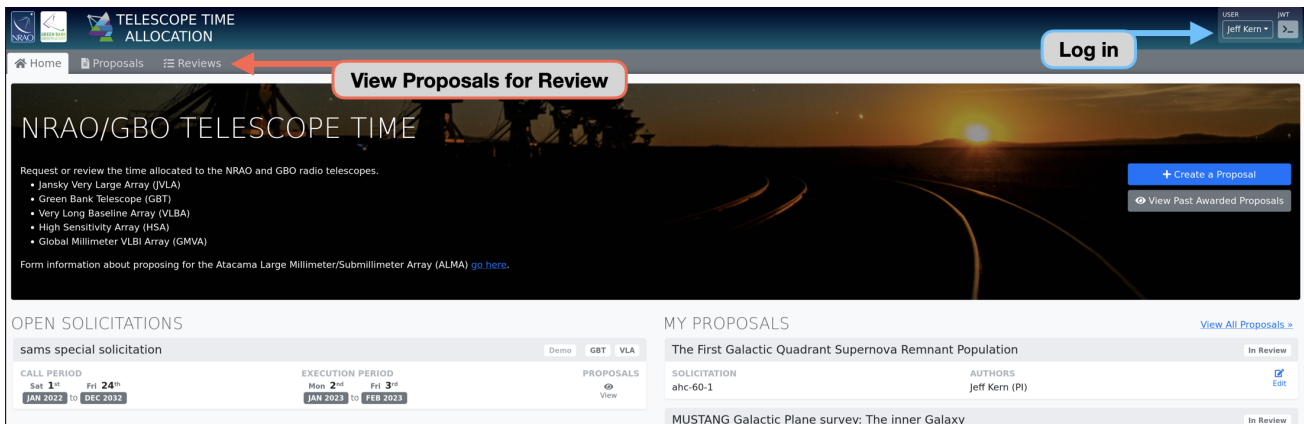 NRAO
GREEN BANK
TELESCOPE TIME
ALLOCATION
USER
JWT
Jeff Kern
>_
Log in
Home
Proposals
Reviews
View Proposals for Review
NRAO/GBO TELESCOPE TIME
Request or review the time allocated to the NRAO and GBO radio telescopes.
• Jansky Very Large Array (JVLA)
• Green Bank Telescope (GBT)
• Very Long Baseline Array (VLBA)
• High Sensitivity Array (HSA)
• Global Millimeter VLBI Array (GMVA)
Form information about proposing for the Atacama Large Millimeter/Submillimeter Array (ALMA) go here.
+ Create a Proposal
View Past Awarded Proposals
OPEN SOLICITATIONS
sams special solicitation
Demo GBT VLA
CALL PERIOD
Sat 1st Fri 24th
JAN 2022 to DEC 2032
EXECUTION PERIOD
Mon 2nd Fri 3rd
JAN 2023 to FEB 2023
PROPOSALS
View
MY PROPOSALS
View All Proposals »
The First Galactic Quadrant Supernova Remnant Population
In Review
SOLICITATION
ahc-60-1
AUTHORS
Jeff Kern (PI)
Edit
MUSTANG Galactic Plane survey: The inner Galaxy
In Review